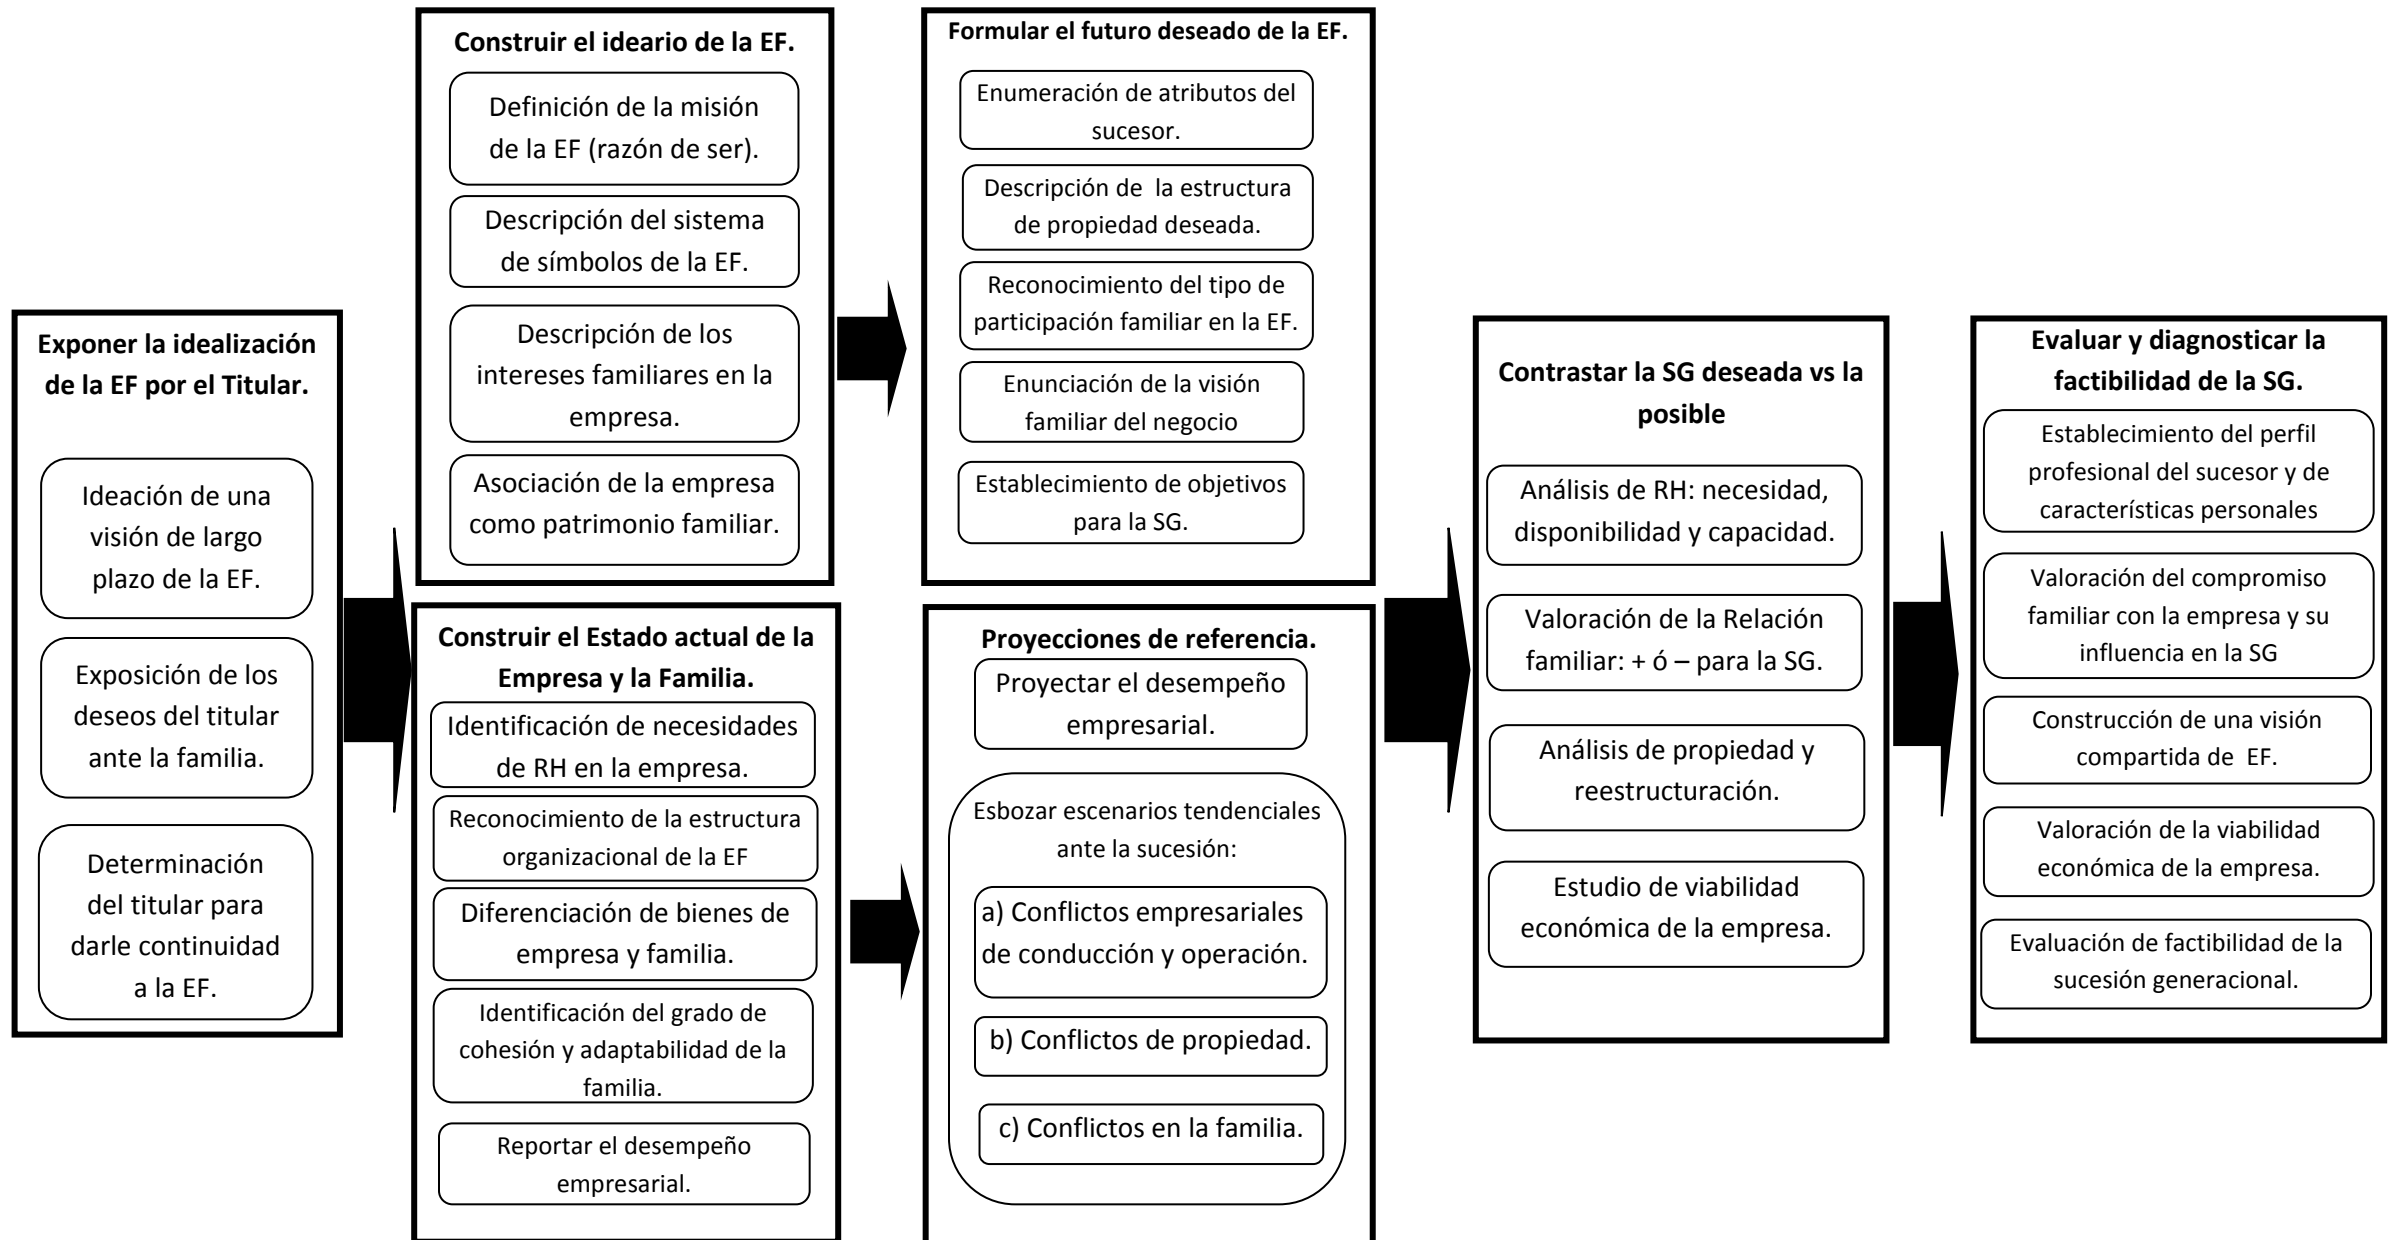 Exponer la idealización
de la EF por el Titular.
Ideación de una
visión de largo
plazo de la EF.
Exposición de los
deseos del titular
ante la familia.
Determinación
del titular para
darle continuidad
a la EF.
Construir el ideario de la EF.
Definición de la misión
de la EF (razón de ser).
Descripción del sistema
de símbolos de la EF.
Descripción de los
intereses familiares en la
empresa.
Asociación de la empresa
como patrimonio familiar.
Formular el futuro deseado de la EF.
Enumeración de atributos del
sucesor.
Descripción de  la estructura
de propiedad deseada.
Reconocimiento del tipo de
participación familiar en la EF.
Enunciación de la visión
familiar del negocio
Establecimiento de objetivos
para la SG.
Construir el Estado actual de la
Empresa y la Familia.
Identificación de necesidades
de RH en la empresa.
Reconocimiento de la estructura
organizacional de la EF
Diferenciación de bienes de
empresa y familia.
Identificación del grado de
cohesión y adaptabilidad de la
familia.
Reportar el desempeño
empresarial.
Proyecciones de referencia.
Proyectar el desempeño
empresarial.
Esbozar escenarios tendenciales
ante la sucesión:
a) Conflictos empresariales
de conducción y operación.
b) Conflictos de propiedad.
c) Conflictos en la familia.
Contrastar la SG deseada vs la
posible
Análisis de RH: necesidad,
disponibilidad y capacidad.
Valoración de la Relación
familiar: + ó – para la SG.
Análisis de propiedad y
reestructuración.
Estudio de viabilidad
económica de la empresa.
Evaluar y diagnosticar la
factibilidad de la SG.
Establecimiento del perfil
profesional del sucesor y de
características personales
Valoración del compromiso
familiar con la empresa y su
influencia en la SG
Construcción de una visión
compartida de  EF.
Valoración de la viabilidad
económica de la empresa.
Evaluación de factibilidad de la
sucesión generacional.